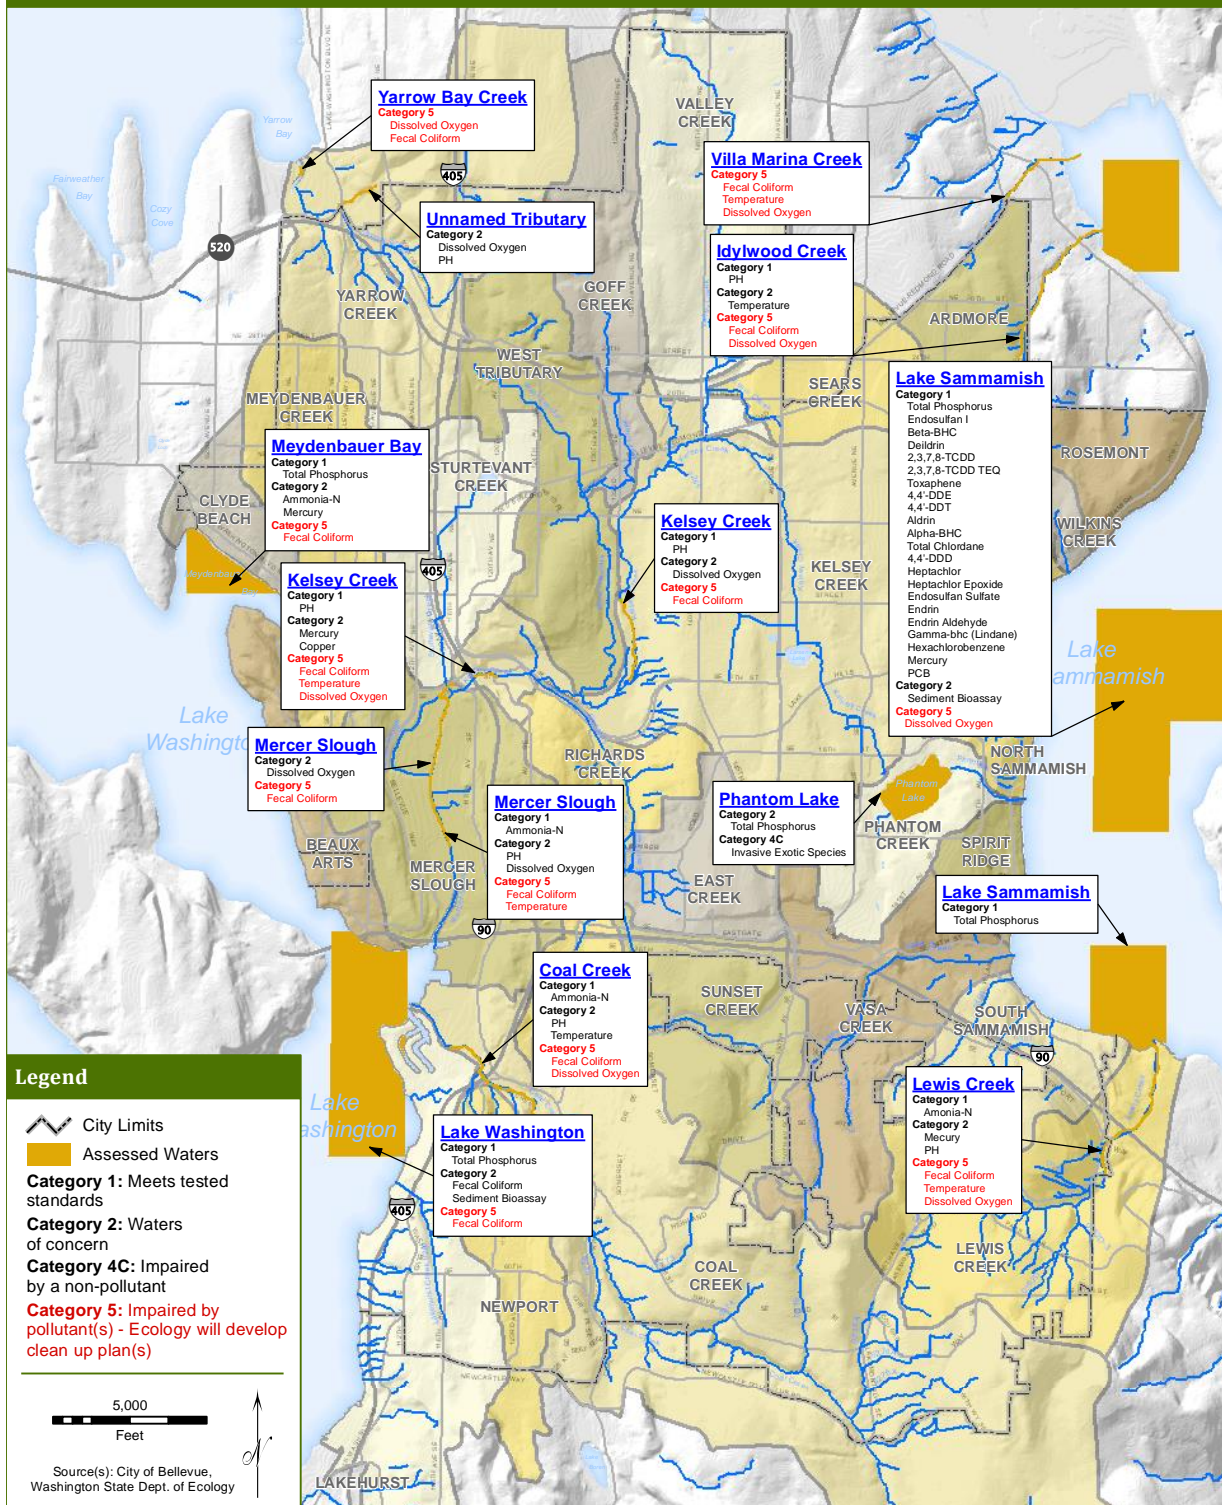 Yarrow Bay Creek
Category 5
Dissolved Oxygen
Fecal Coliform
Yarrow
Bay
Fairweather
Bay
Cozy
Cove
405
520
VALLEY
CREEK
Villa Marina Creek
Category 5
Fecal Coliform
Temperature
Dissolved Oxygen
Unnamed Tributary
Category 2
Dissolved Oxygen
PH
Idylwood Creek
Category 1
PH
Category 2
Temperature
Category 5
Fecal Coliform
Dissolved Oxygen
YARROW
CREEK
GOFF
CREEK
ARDMORE
WEST
TRIBUTARY
SEARS
CREEK
MEYDENBAUER
CREEK
Lake Sammamish
Category 1
Total Phosphorus
Endosulfan I
Beta-BHC
Deildrin
2,3,7,8-TCDD
2,3,7,8-TCDD TEQ
Toxaphene
4,4'-DDE
4,4'-DDT
Aldrin
Alpha-BHC
Total Chlordane
4,4'-DDD
Heptachlor
Heptachlor Epoxide
Endosulfan Sulfate
Endrin
Endrin Aldehyde
Gamma-bhc (Lindane)
Hexachlorobenzene
Mercury
PCB
Category 2
Sediment Bioassay
Category 5
Dissolved Oxygen
Meydenbauer Bay
Category 1
Total Phosphorus
Category 2
Ammonia-N
Mercury
Category 5
Fecal Coliform
STURTEVANT
CREEK
ROSEMONT
CLYDE
BEACH
WILKINS
CREEK
Kelsey Creek
Category 1
PH
Category 2
Dissolved Oxygen
Category 5
Fecal Coliform
KELSEY
CREEK
405
Kelsey Creek
Category 1
PH
Category 2
Mercury
Copper
Category 5
Fecal Coliform
Temperature
Dissolved Oxygen
Lake
ammamish
Lake
Washingto
Mercer Slough
Category 2
Dissolved Oxygen
Category 5
Fecal Coliform
RICHARDS
CREEK
NORTH
SAMMAMISH
Mercer Slough
Category 1
Ammonia-N
Category 2
PH
Dissolved Oxygen
Category 5
Fecal Coliform
Temperature
Phantom Lake
Category 2
Total Phosphorus
Category 4C
Invasive Exotic Species
Phantom
Lake
PHANTOM
CREEK
SPIRIT
RIDGE
BEAUX
ARTS
MERCER
SLOUGH
EAST
CREEK
Lake Sammamish
Category 1
Total Phosphorus
90
Coal Creek
Category 1
Ammonia-N
Category 2
PH
Temperature
Category 5
Fecal Coliform
Dissolved Oxygen
SUNSET
CREEK
VASA
CREEK
SOUTH
SAMMAMISH
90
Lewis Creek
Category 1
Amonia-N
Category 2
Mecury
PH
Category 5
Fecal Coliform
Temperature
Dissolved Oxygen
Lake
ashington
Lake Washington
Category 1
Total Phosphorus
Category 2
Fecal Coliform
Sediment Bioassay
Category 5
Fecal Coliform
405
LEWIS
CREEK
COAL
CREEK
NEWPORT
LAKEHURST
Legend
City Limits
Assessed Waters
Category 1: Meets tested
standards
Category 2: Waters
of concern
Category 4C: Impaired
by a non-pollutant
Category 5: Impaired by
pollutant(s) - Ecology will develop
clean up plan(s)
5,000
Feet
N
Source(s): City of Bellevue,
Washington State Dept. of Ecology